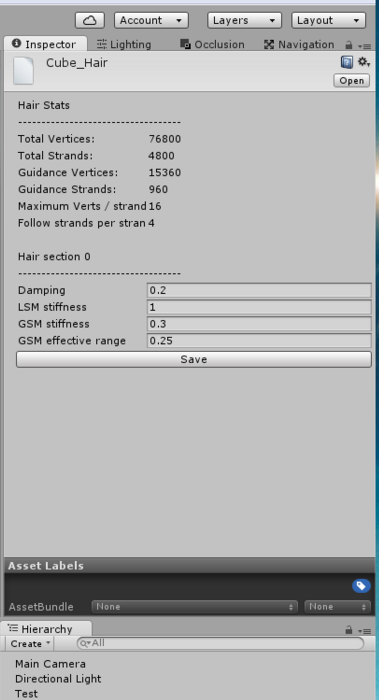 Account Layers Layout
Inspector Lighting Occlusion Navigation
Cube_Hair
Open
Hair Stats
-----------------------------------
Total Vertices: 76800
Total Strands: 4800
Guidance Vertices: 15360
Guidance Strands: 960
Maximum Verts / strand 16
Follow strands per stran 4
Hair section 0
-----------------------------------
Damping 0.2
LSM stiffness 1
GSM stiffness 0.3
GSM effective range 0.25
Save
Asset Labels
AssetBundle None None
Hierarchy
Create All
Main Camera
Directional Light
Test